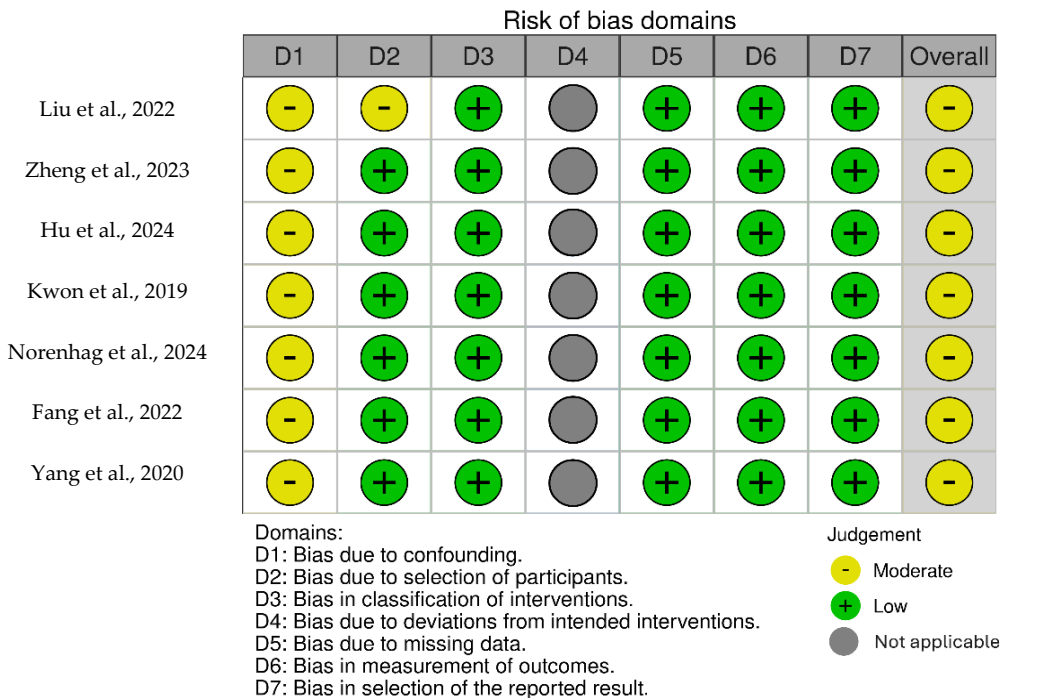 Risk of bias domains
D1 D2 D3 D4 D5 D6 D7 Overall
Liu et al., 2022 - - + + + + -
Zheng et al., 2023 - + + + + + -
Hu et al., 2024 - + + + + + -
Kwon et al., 2019 - + + + + + -
Norenhag et al., 2024 - + + + + + -
Fang et al., 2022 - + + + + + -
Yang et al., 2020 - + + + + + -
Domains:
D1: Bias due to confounding.
D2: Bias due to selection of participants.
D3: Bias in classification of interventions.
D4: Bias due to deviations from intended interventions.
D5: Bias due to missing data.
D6: Bias in measurement of outcomes.
D7: Bias in selection of the reported result.
Judgement
- Moderate
+ Low
Not applicable